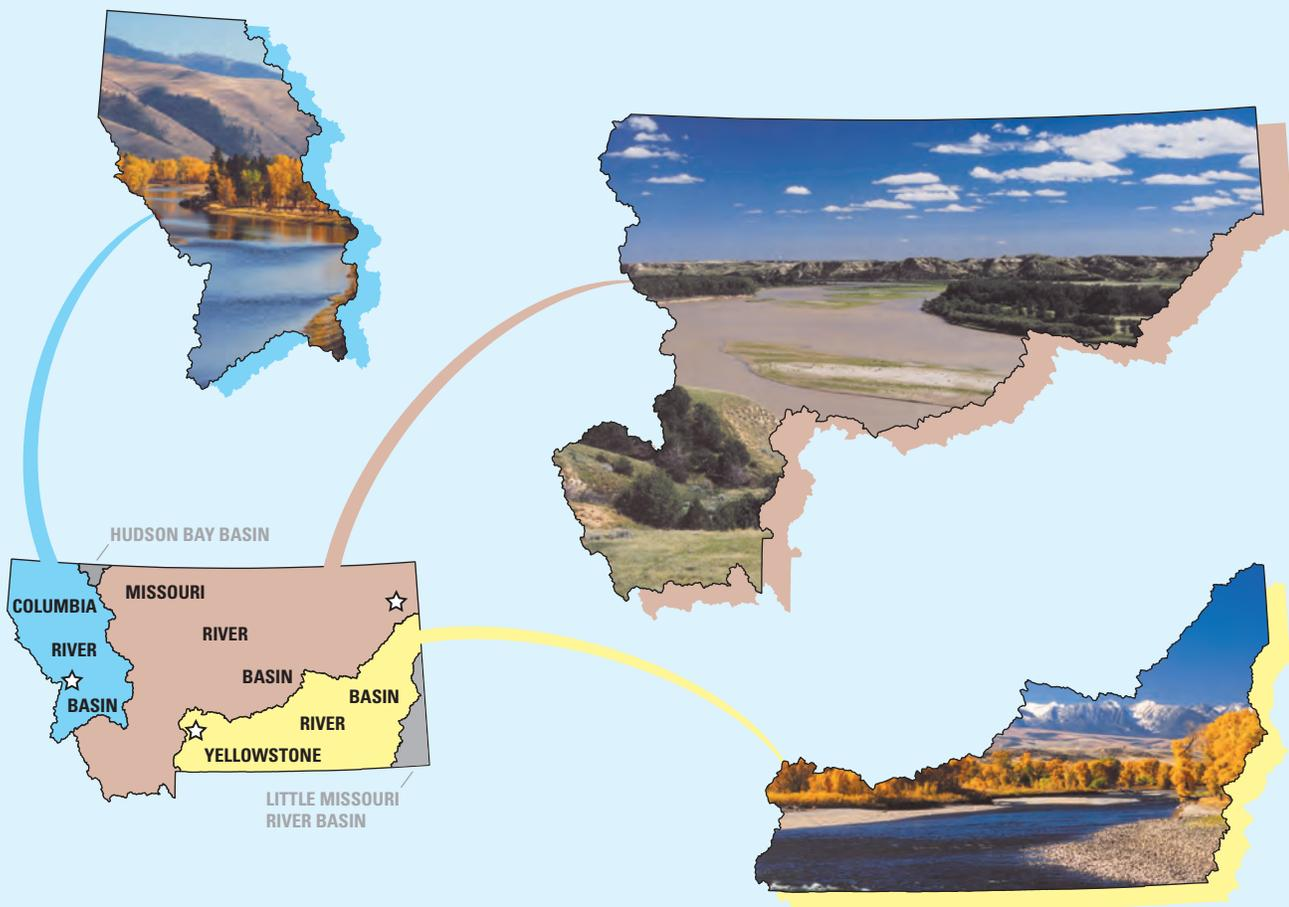 HUDSON BAY BASIN
COLUMBIA
RIVER
BASIN
MISSOURI
RIVER
BASIN
YELLOWSTONE
RIVER
BASIN
LITTLE MISSOURI
RIVER BASIN